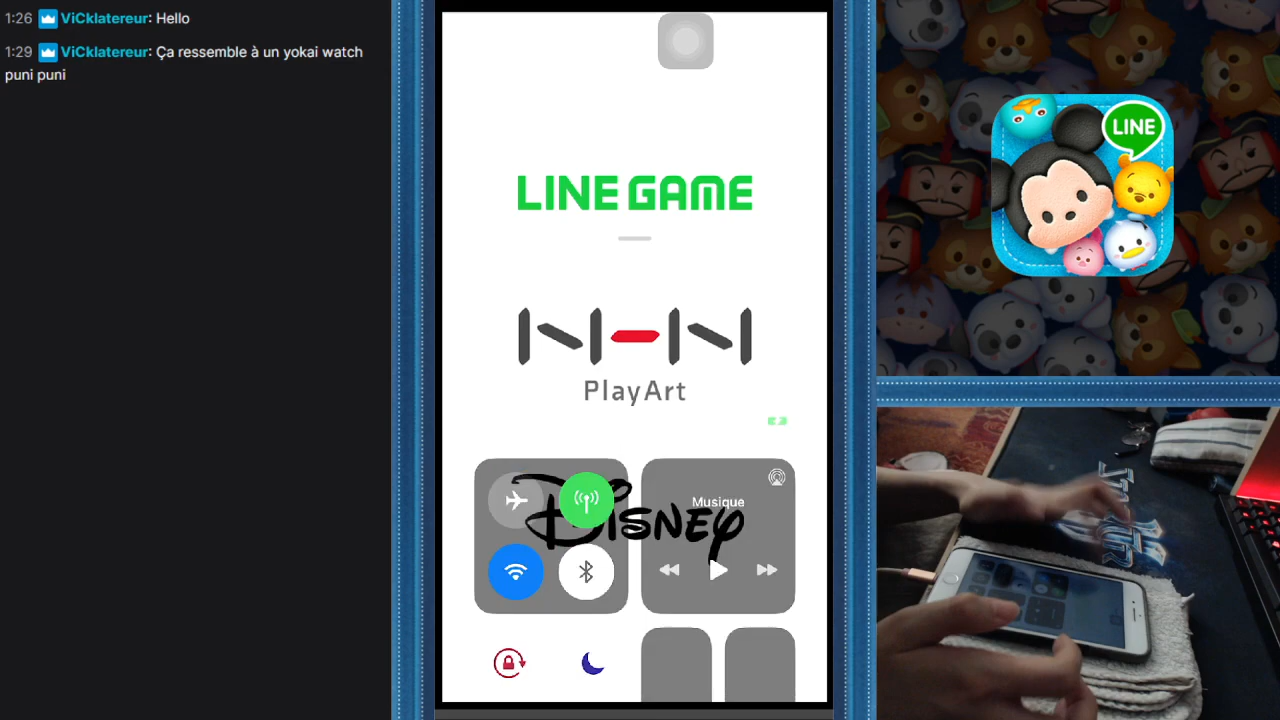 1:26 ViCklatereur: Hello
1:29 ViCklatereur: Ça ressemble à un yokai watch
puni puni
LINE GAME
NHN
PlayArt
Musique
Disney
LINE